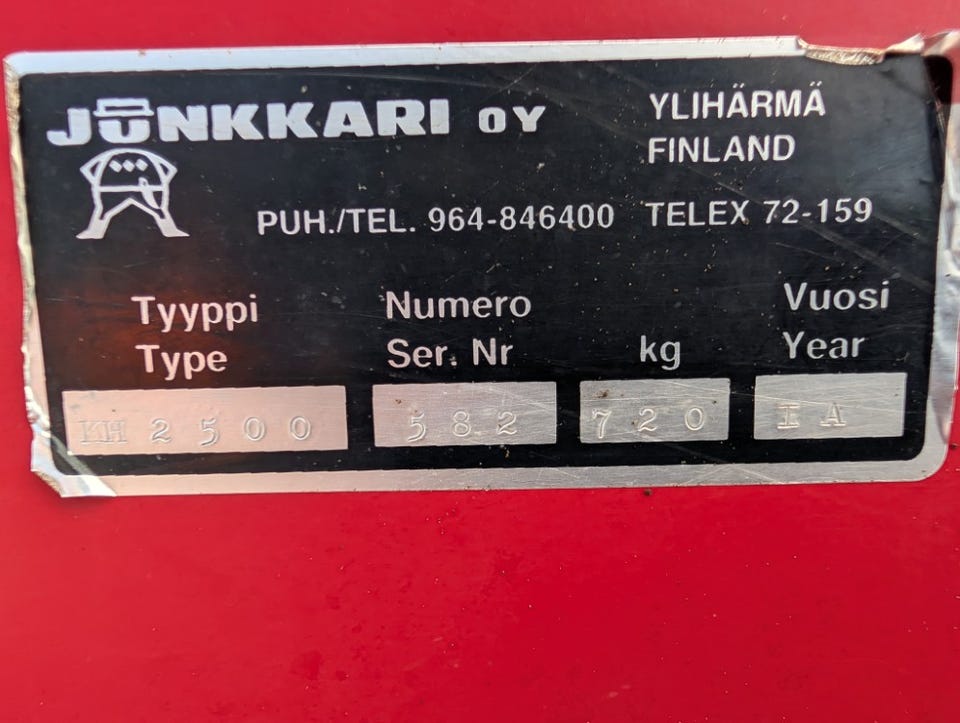 JUNKKARI OY
YLIHÄRMÄ
FINLAND
PUH./TEL. 964-846400 TELEX 72-159
Tyyppi Numero Vuosi
Type Ser. Nr kg Year
KH 2500 582 720 IA